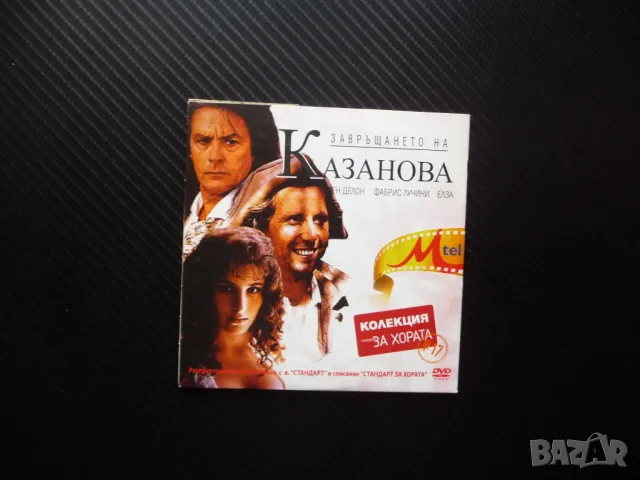 ЗАВРЪЩАНЕТО НА
КАЗАНОВА
ЕН ДЕЛОН ФАБРИС ЛУЧИНИ ЕЛЗА
M tel
КОЛЕКЦИЯ
ЗА ХОРАТА
17
с в. "СТАНДАРТ" и списание "СТАНДАРТ ЗА ХОРАТА"
DVD
BAZAR